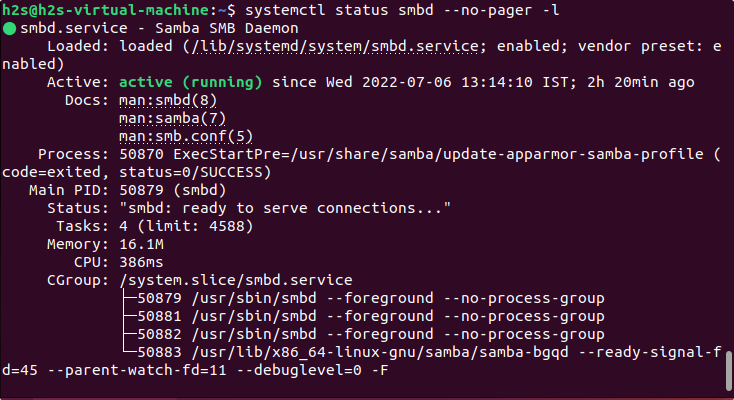 h2s@h2s-virtual-machine:~$ systemctl status smbd --no-pager -l
● smbd.service - Samba SMB Daemon
     Loaded: loaded (/lib/systemd/system/smbd.service; enabled; vendor preset: e
nabled)
     Active: active (running) since Wed 2022-07-06 13:14:10 IST; 2h 20min ago
       Docs: man:smbd(8)
             man:samba(7)
             man:smb.conf(5)
    Process: 50870 ExecStartPre=/usr/share/samba/update-apparmor-samba-profile (
code=exited, status=0/SUCCESS)
   Main PID: 50879 (smbd)
     Status: "smbd: ready to serve connections..."
      Tasks: 4 (limit: 4588)
     Memory: 16.1M
        CPU: 386ms
     CGroup: /system.slice/smbd.service
             ├─50879 /usr/sbin/smbd --foreground --no-process-group
             ├─50881 /usr/sbin/smbd --foreground --no-process-group
             ├─50882 /usr/sbin/smbd --foreground --no-process-group
             └─50883 /usr/lib/x86_64-linux-gnu/samba/samba-bgqd --ready-signal-f
d=45 --parent-watch-fd=11 --debuglevel=0 -F